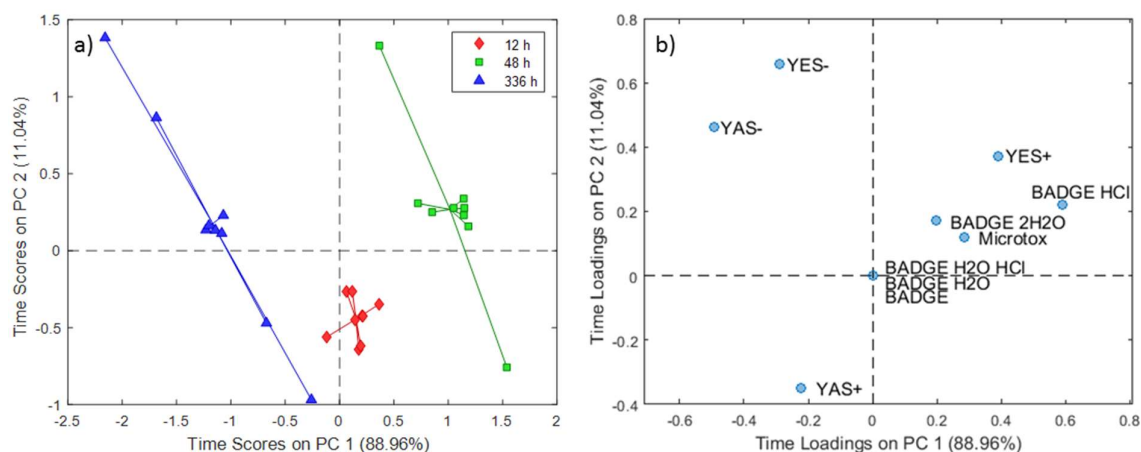 a)
12 h
48 h
336 h
1.5
1
0.5
0
-0.5
-1
-2.5 -2 -1.5 -1 -0.5 0 0.5 1 1.5 2
Time Scores on PC 1 (88.96%)
Time Scores on PC 2 (11.04%)
b)
YES-
YAS-
YES+
BADGE HCl
BADGE 2H2O
Microtox
BADGE H2O HCl
BADGE H2O
BADGE
YAS+
0.8
0.6
0.4
0.2
0
-0.2
-0.4
-0.6 -0.4 -0.2 0 0.2 0.4 0.6 0.8
Time Loadings on PC 1 (88.96%)
Time Loadings on PC 2 (11.04%)